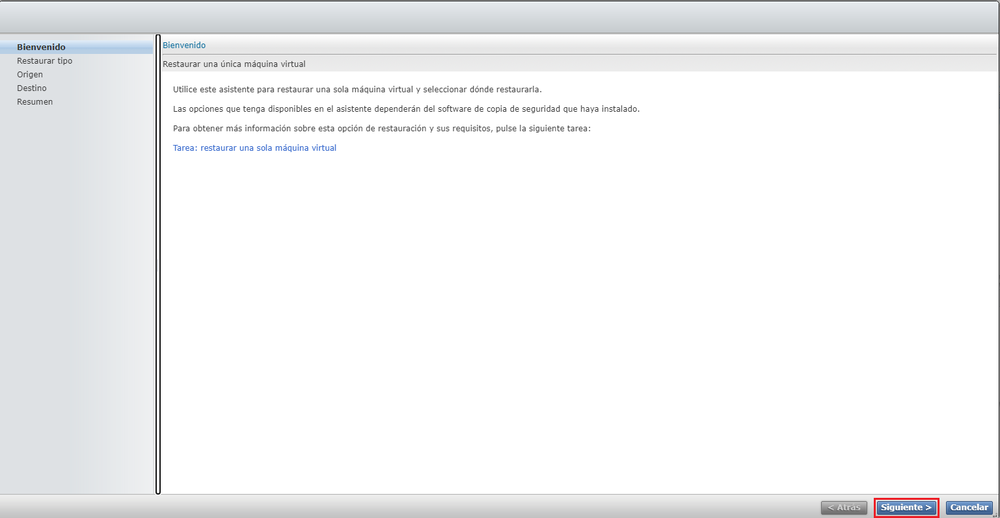 Bienvenido
Restaurar tipo
Origen
Destino
Resumen
Bienvenido
Restaurar una única máquina virtual
Utilice este asistente para restaurar una sola máquina virtual y seleccionar dónde restaurarla.
Las opciones que tenga disponibles en el asistente dependerán del software de copia de seguridad que haya instalado.
Para obtener más información sobre esta opción de restauración y sus requisitos, pulse la siguiente tarea:
Tarea: restaurar una sola máquina virtual
< Atrás Siguiente > Cancelar